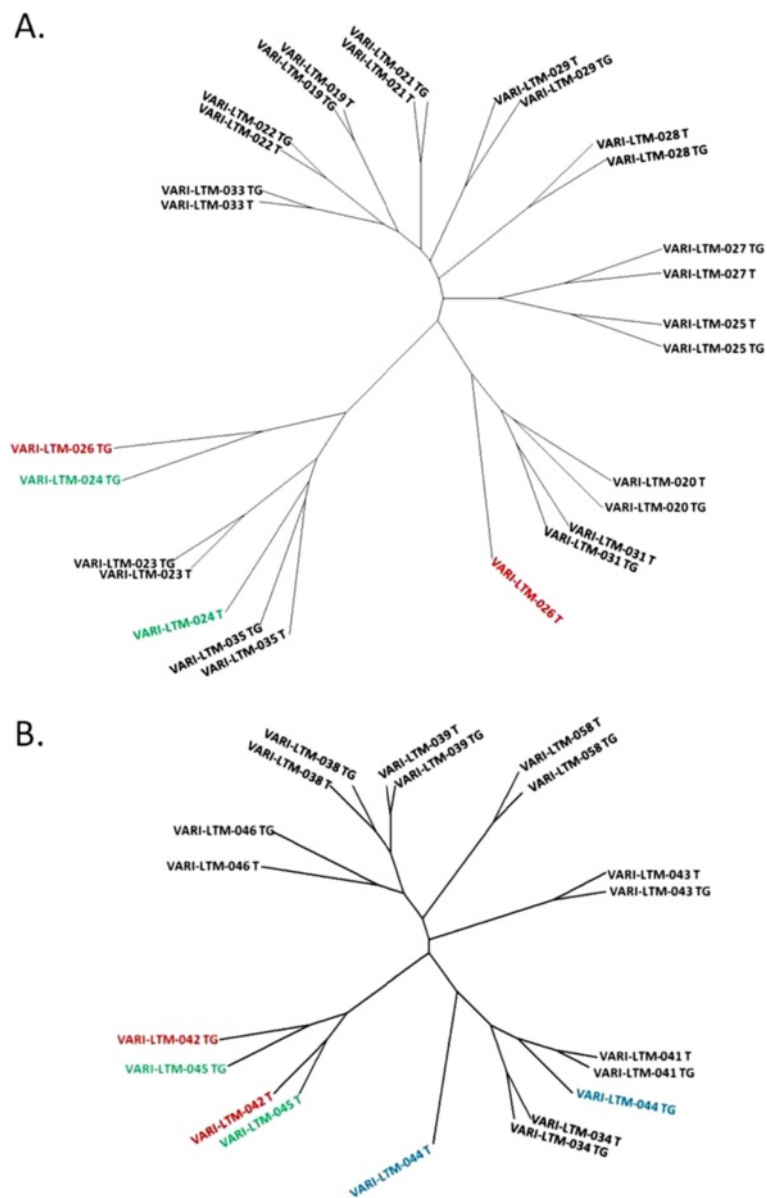 A.
VARI-LTM-021 TG
VARI-LTM-021 T
VARI-LTM-019 T
VARI-LTM-019 TG
VARI-LTM-029 T
VARI-LTM-029 TG
VARI-LTM-022 TG
VARI-LTM-022 T
VARI-LTM-028 T
VARI-LTM-028 TG
VARI-LTM-033 TG
VARI-LTM-033 T
VARI-LTM-027 TG
VARI-LTM-027 T
VARI-LTM-025 T
VARI-LTM-025 TG
VARI-LTM-026 TG
VARI-LTM-024 TG
VARI-LTM-020 T
VARI-LTM-020 TG
VARI-LTM-031 T
VARI-LTM-031 TG
VARI-LTM-023 TG
VARI-LTM-023 T
VARI-LTM-026 T
VARI-LTM-024 T
VARI-LTM-035 TG
VARI-LTM-035 T
B.
VARI-LTM-038 TG
VARI-LTM-038 T
VARI-LTM-039 T
VARI-LTM-039 TG
VARI-LTM-058 T
VARI-LTM-058 TG
VARI-LTM-046 TG
VARI-LTM-046 T
VARI-LTM-043 T
VARI-LTM-043 TG
VARI-LTM-042 TG
VARI-LTM-045 TG
VARI-LTM-041 T
VARI-LTM-041 TG
VARI-LTM-044 TG
VARI-LTM-042 T
VARI-LTM-045 T
VARI-LTM-034 T
VARI-LTM-034 TG
VARI-LTM-044 T